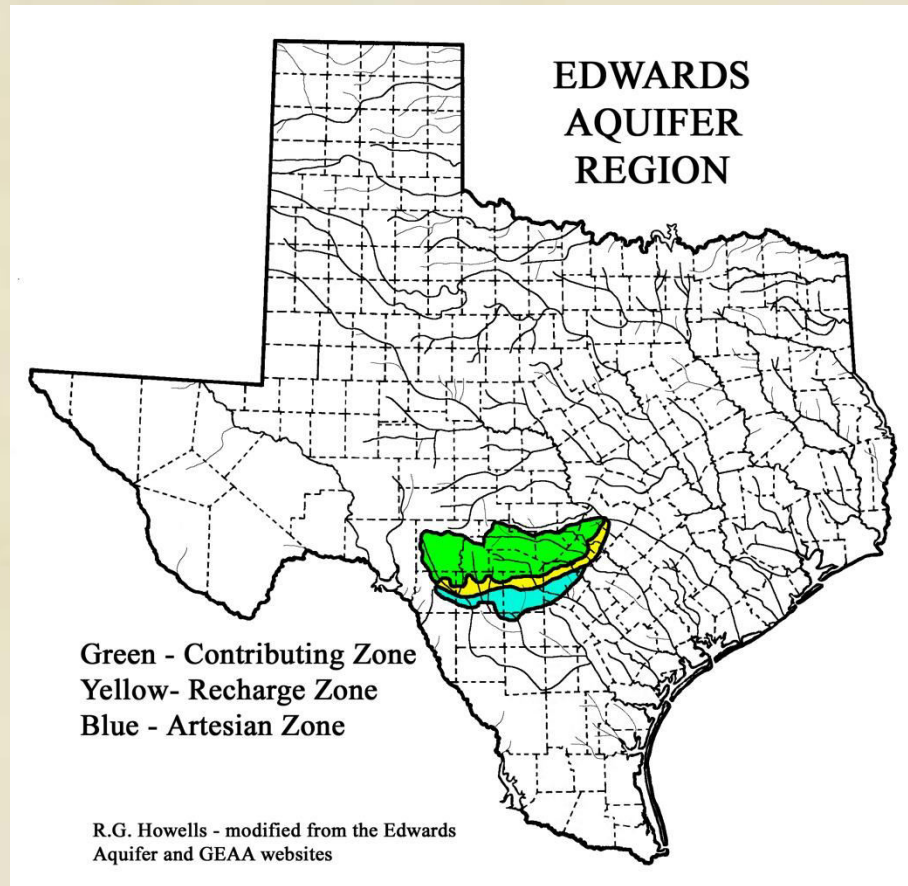 EDWARDS
AQUIFER
REGION
Green - Contributing Zone
Yellow- Recharge Zone
Blue - Artesian Zone
R.G. Howells - modified from the Edwards
Aquifer and GEAA websites